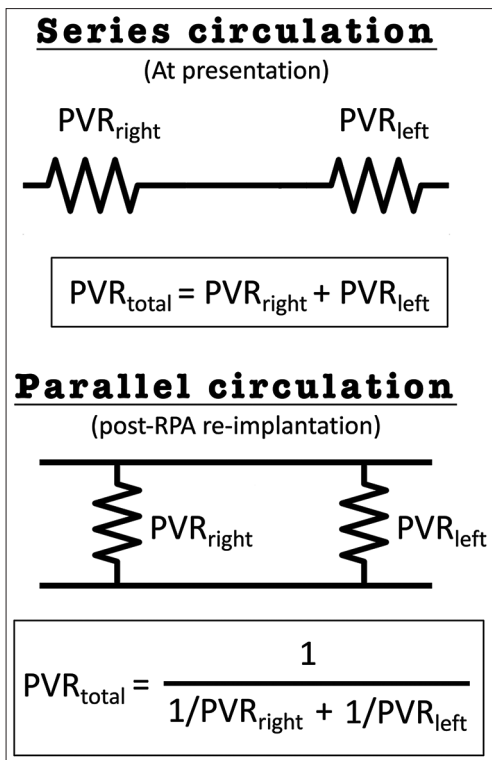 Series circulation
(At presentation)
PVRright PVRleft
PVRtotal = PVRright + PVRleft
Parallel circulation
(post-RPA re-implantation)
PVRright PVRleft
1
PVRtotal =
1/PVRright + 1/PVRleft